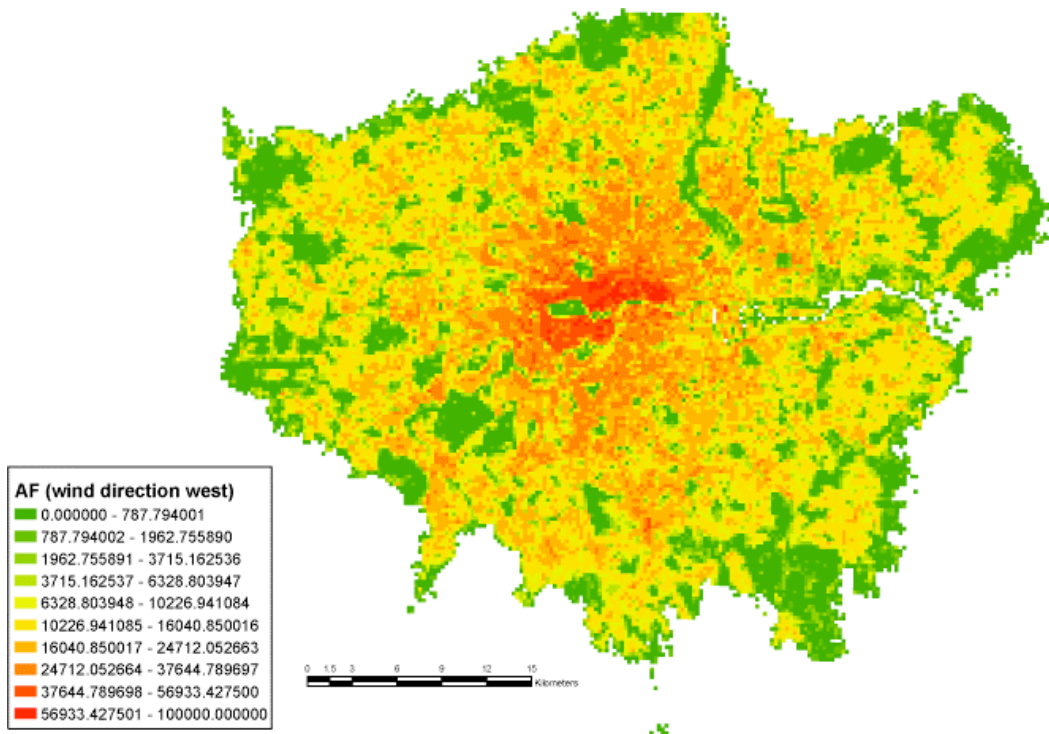 AF (wind direction west)
0.000000 - 787.794001
787.794002 - 1962.755890
1962.755891 - 3715.162536
3715.162537 - 6328.803947
6328.803948 - 10226.941084
10226.941085 - 16040.850016
16040.850017 - 24712.052663
24712.052664 - 37644.789697
37644.789698 - 56933.427500
56933.427501 - 100000.000000
0 1.5 3 6 9 12 15
Kilometers